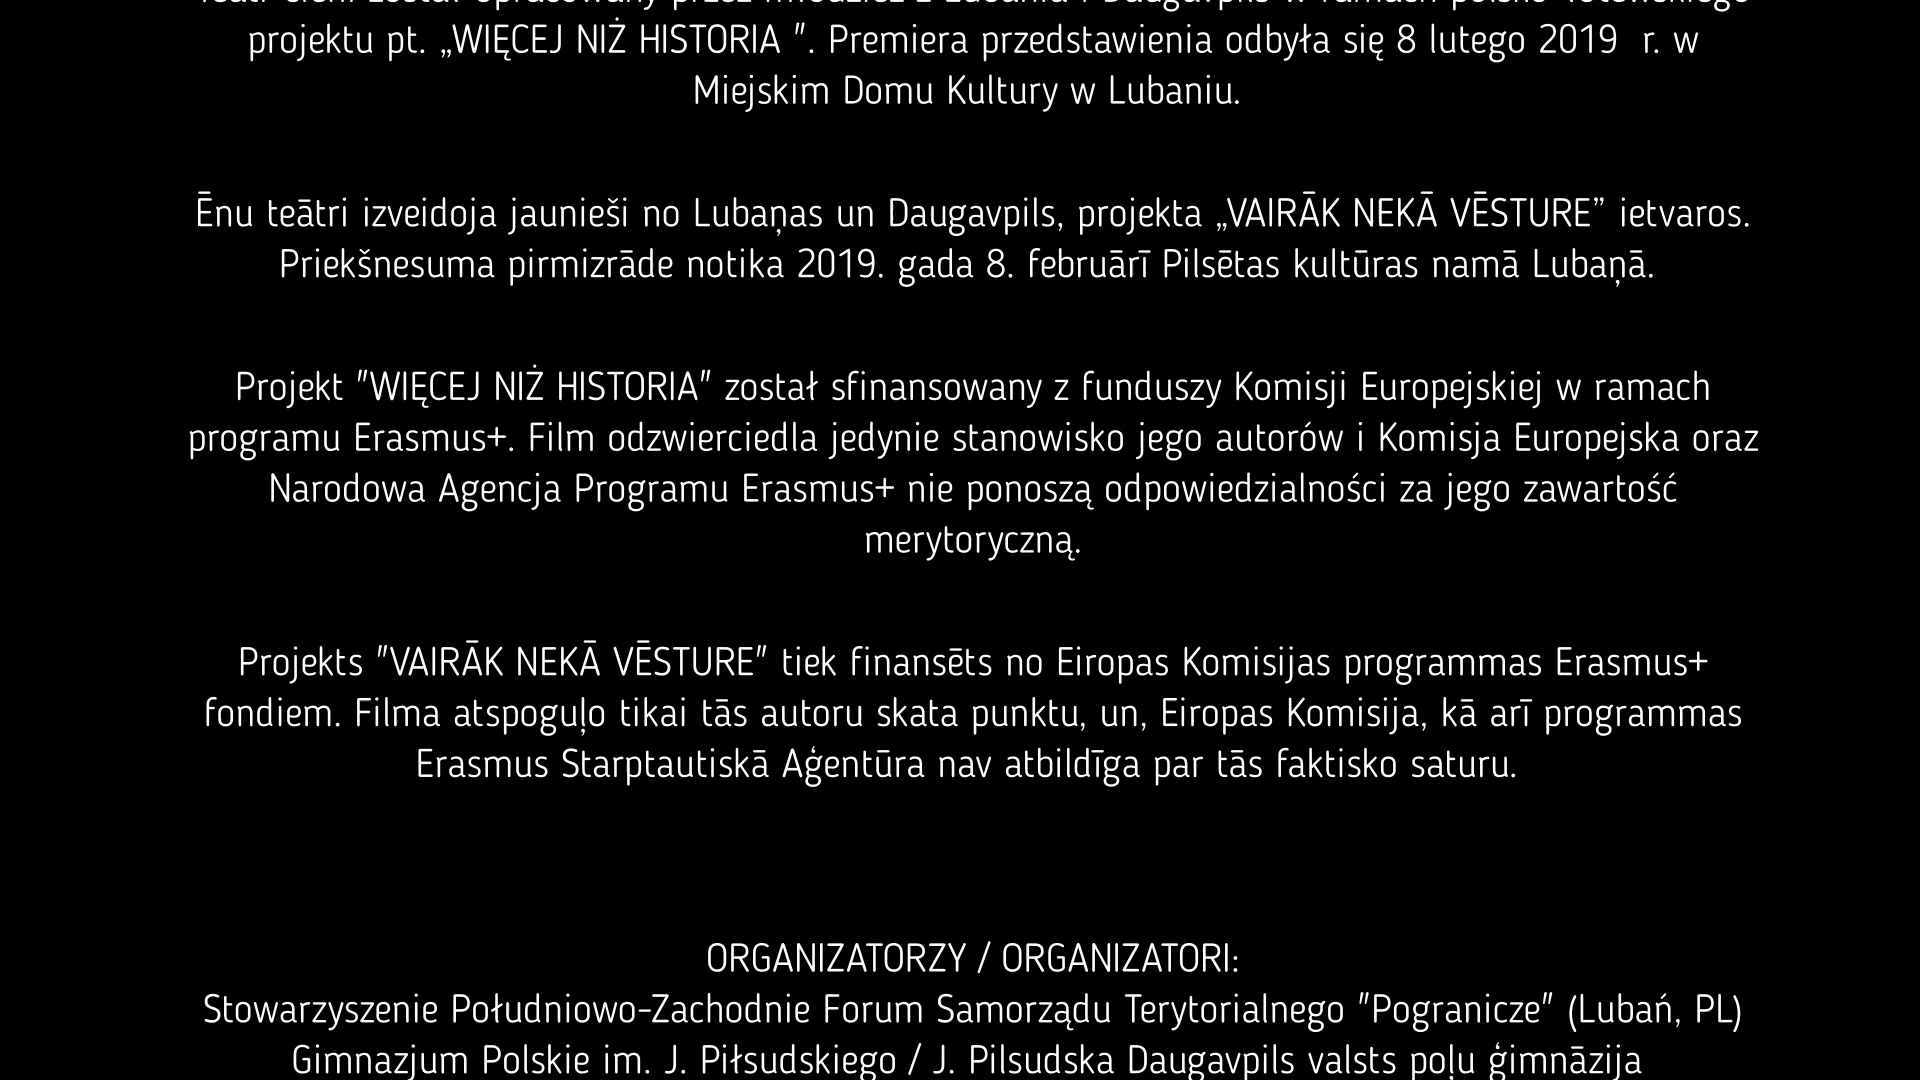 projektu pt. „WIĘCEJ NIŻ HISTORIA ". Premiera przedstawienia odbyła się 8 lutego 2019 r. w
Miejskim Domu Kultury w Lubaniu.
Ēnu teātri izveidoja jaunieši no Lubaņas un Daugavpils, projekta „VAIRĀK NEKĀ VĒSTURE” ietvaros.
Priekšnesuma pirmizrāde notika 2019. gada 8. februārī Pilsētas kultūras namā Lubaņā.
Projekt "WIĘCEJ NIŻ HISTORIA" został sfinansowany z funduszy Komisji Europejskiej w ramach
programu Erasmus+. Film odzwierciedla jedynie stanowisko jego autorów i Komisja Europejska oraz
Narodowa Agencja Programu Erasmus+ nie ponoszą odpowiedzialności za jego zawartość
merytoryczną.
Projekts "VAIRĀK NEKĀ VĒSTURE" tiek finansēts no Eiropas Komisijas programmas Erasmus+
fondiem. Filma atspoguļo tikai tās autoru skata punktu, un, Eiropas Komisija, kā arī programmas
Erasmus Starptautiskā Aģentūra nav atbildīga par tās faktisko saturu.
ORGANIZATORZY / ORGANIZATORI:
Stowarzyszenie Południowo-Zachodnie Forum Samorządu Terytorialnego "Pogranicze" (Lubań, PL)
Gimnazjum Polskie im. J. Piłsudskiego / J. Pilsudska Daugavpils valsts poļu ģimnāzija